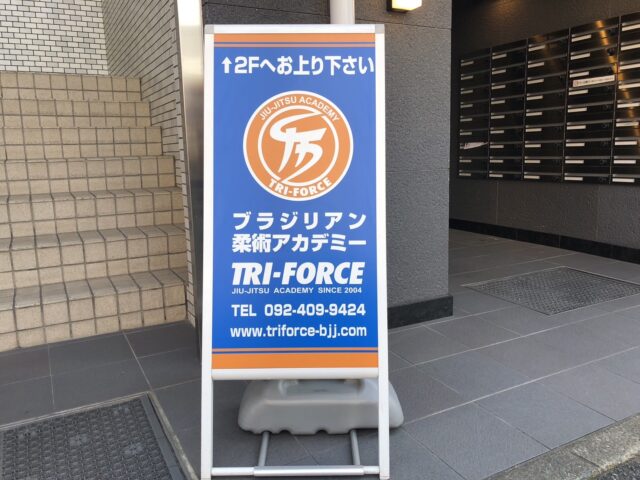 ↑2Fへお上り下さい
JIU-JITSU ACADEMY
TRI-FORCE
ブラジリアン
柔術アカデミー
TRI-FORCE
JIU-JITSU ACADEMY SINCE 2004
TEL 092-409-9424
www.triforce-bjj.com